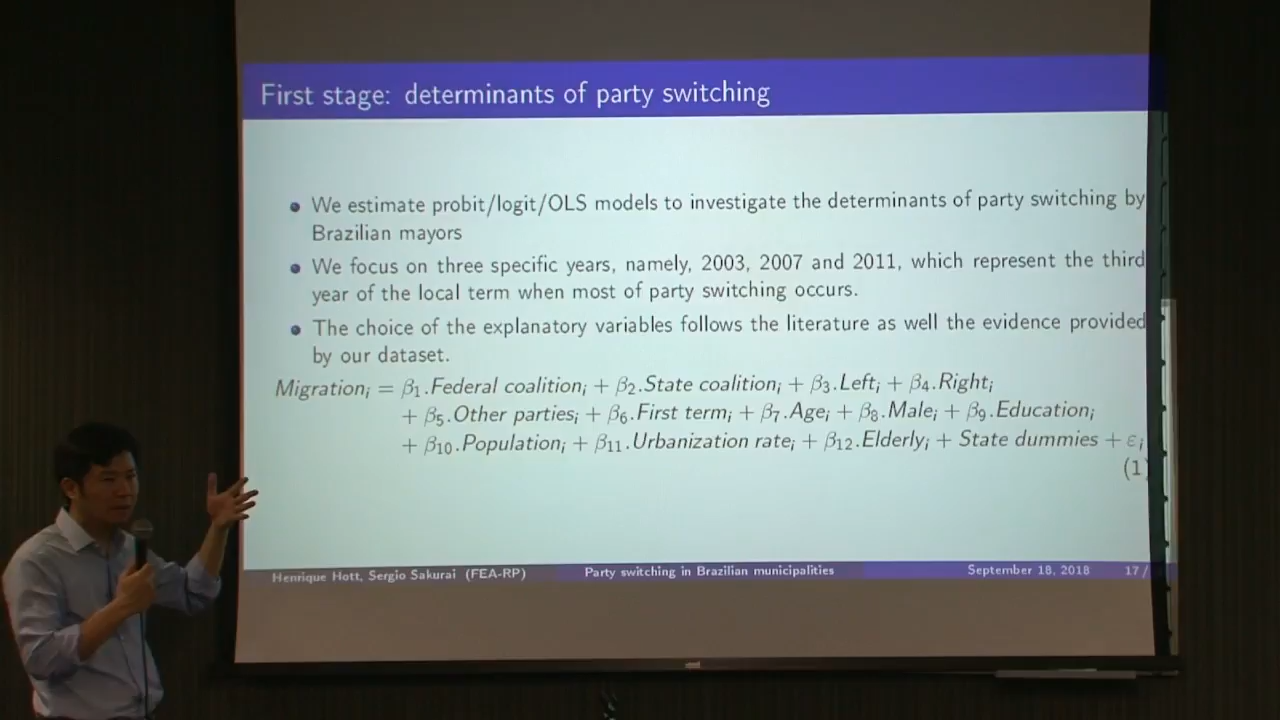 First stage: determinants of party switching
We estimate probit/logit/OLS models to investigate the determinants of party switching by
Brazilian mayors
We focus on three specific years, namely, 2003, 2007 and 2011, which represent the third
year of the local term when most of party switching occurs.
The choice of the explanatory variables follows the literature as well the evidence provided
by our dataset.
Migrationᵢ = β₁.Federal coalitionᵢ + β₂.State coalitionᵢ + β₃.Leftᵢ + β₄.Rightᵢ
+ β₅.Other partiesᵢ + β₆.First termᵢ + β₇.Ageᵢ + β₈.Maleᵢ + β₉.Educationᵢ
+ β₁₀.Populationᵢ + β₁₁.Urbanization rateᵢ + β₁₂.Elderlyᵢ + State dummies + εᵢ
(1)
Henrique Hott, Sergio Sakurai (FEA-RP) Party switching in Brazilian municipalities September 18, 2018 17 /